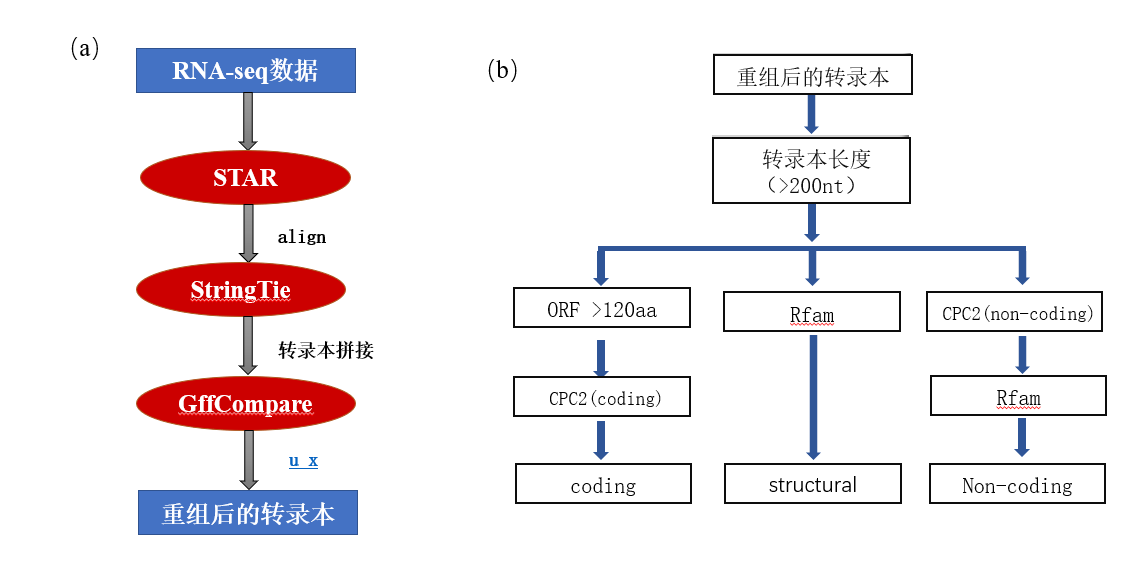 (a)
RNA-seq数据
STAR
align
StringTie
转录本拼接
GffCompare
u x
重组后的转录本
(b)
重组后的转录本
转录本长度
（>200nt）
ORF >120aa
Rfam
CPC2(non-coding)
CPC2(coding)
Rfam
coding
structural
Non-coding